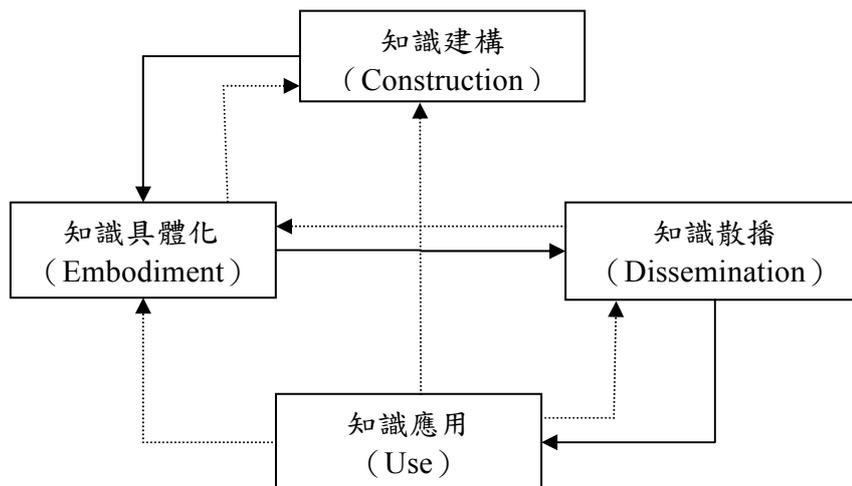 知識建構
（Construction）
知識具體化
（Embodiment）
知識散播
（Dissemination）
知識應用
（Use）